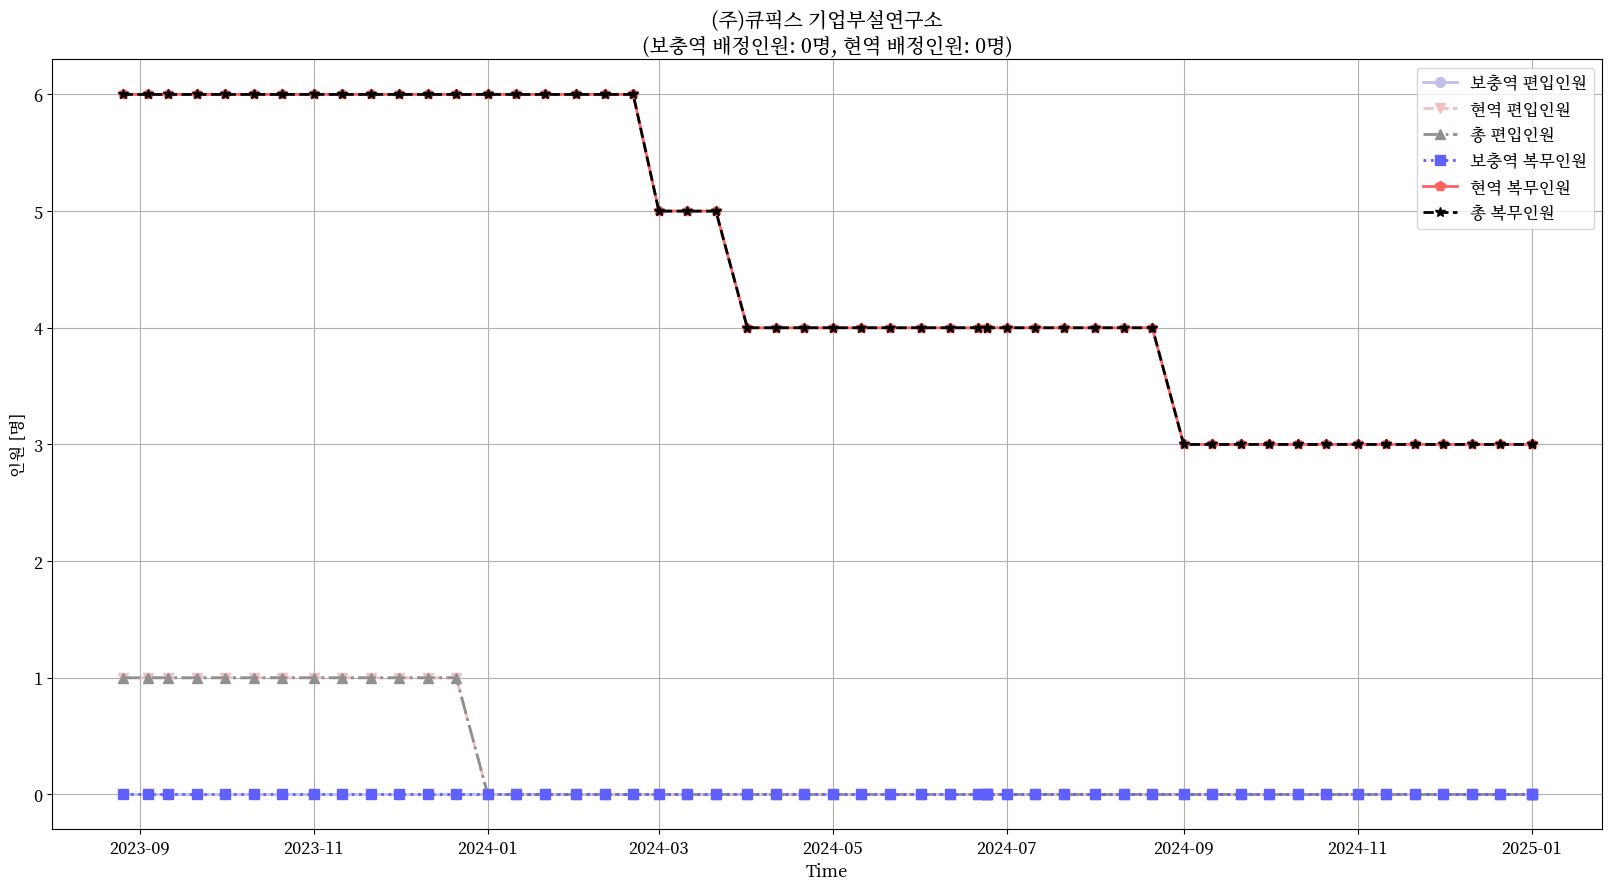 (주)큐픽스 기업부설연구소
(보충역 배정인원: 0명, 현역 배정인원: 0명)
보충역 편입인원
현역 편입인원
총 편입인원
보충역 복무인원
현역 복무인원
총 복무인원
인원 [명]
6
5
4
3
2
1
0
2023-09 2023-11 2024-01 2024-03 2024-05 2024-07 2024-09 2024-11 2025-01
Time